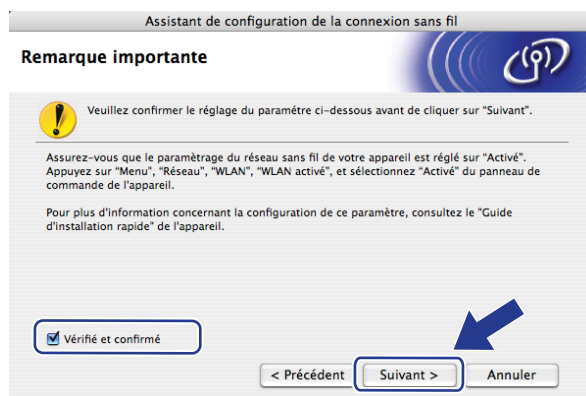 Assistant de configuration de la connexion sans fil
Remarque importante
Veuillez confirmer le réglage du paramétre ci-dessous avant de cliquer sur "Suivant".
Assurez-vous que le paramètrage du réseau sans fil de votre appareil est réglé sur "Activé".
Appuyez sur "Menu", "Réseau", "WLAN", "WLAN activé", et sélectionnez "Activé" du panneau de
commande de l'appareil.
Pour plus d'information concernant la configuration de ce paramètre, consultez le "Guide
d'installation rapide" de l'appareil.
Vérifié et confirmé
< Précédent
Suivant >
Annuler